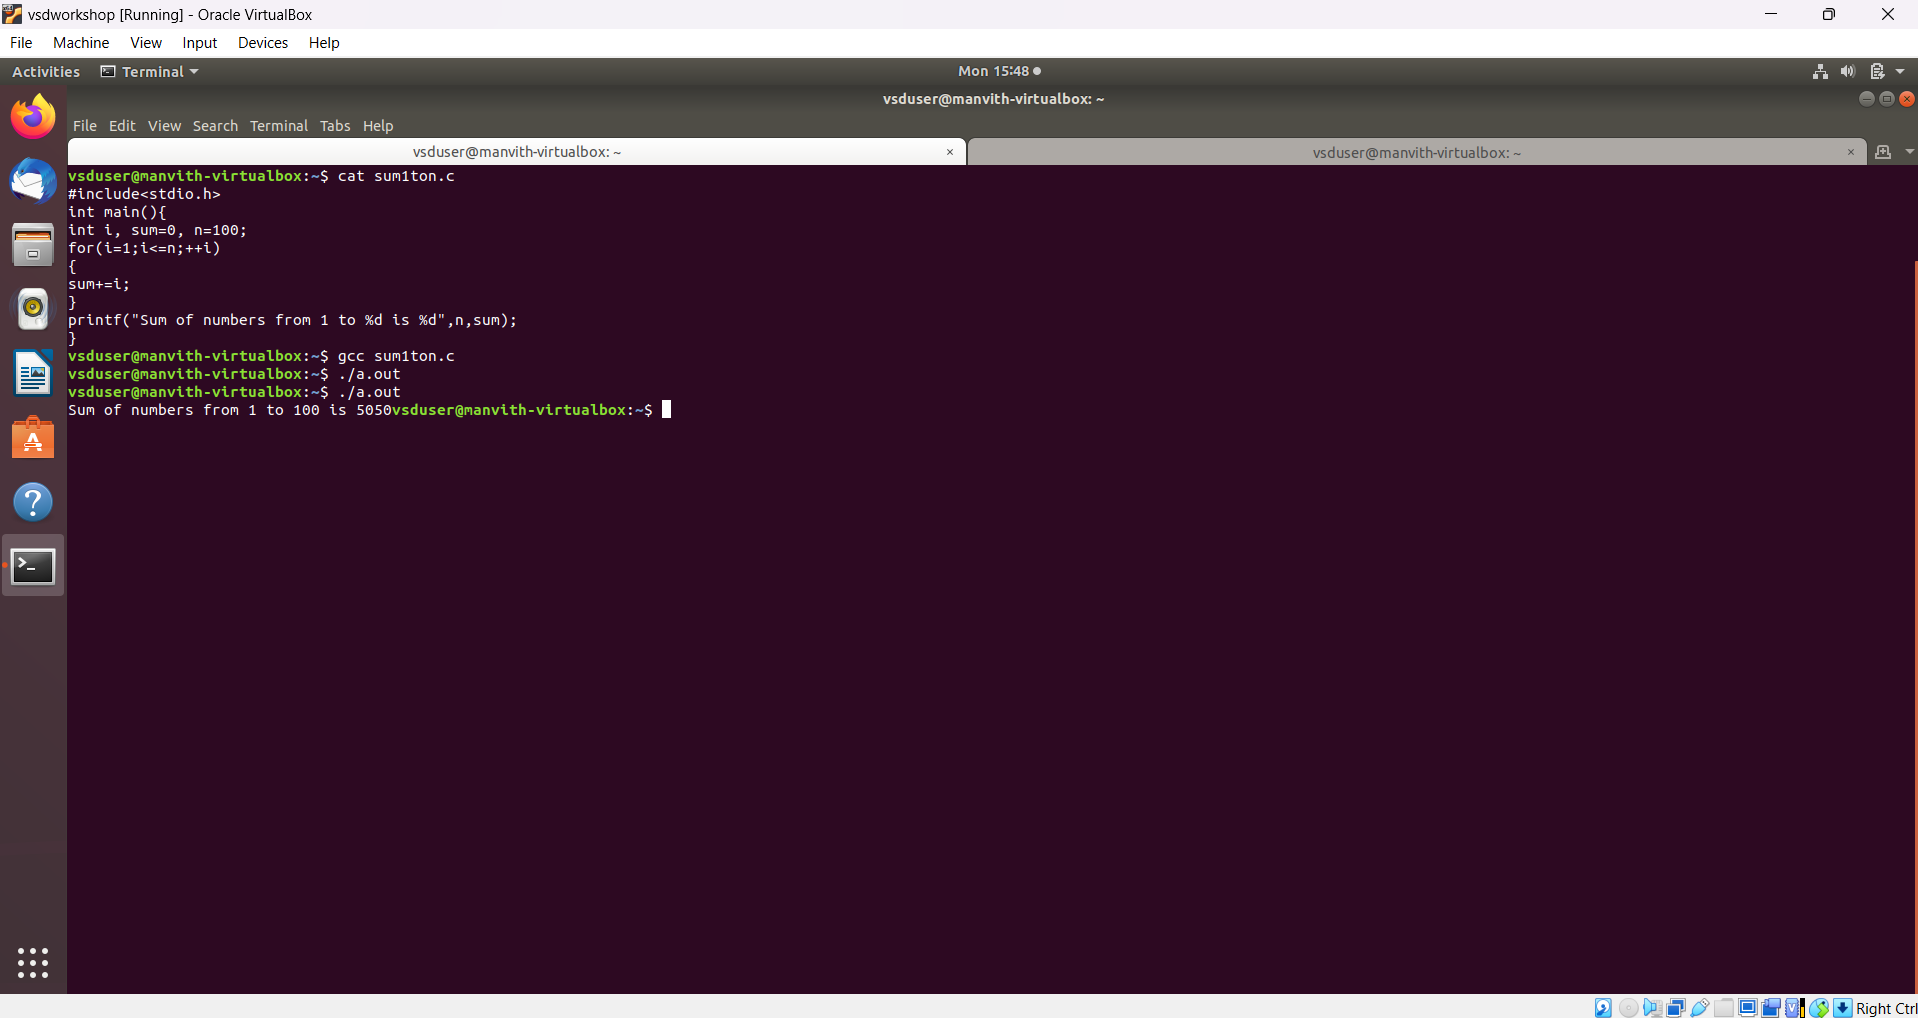 vsdworkshop [Running] - Oracle VirtualBox
File Machine View Input Devices Help
Activities Terminal Mon 15:48
vsduser@manvith-virtualbox: ~
File Edit View Search Terminal Tabs Help
vsduser@manvith-virtualbox: ~ × vsduser@manvith-virtualbox: ~ ×
vsduser@manvith-virtualbox:~$ cat sum1ton.c
#include<stdio.h>
int main(){
int i, sum=0, n=100;
for(i=1;i<=n;++i)
{
sum+=i;
}
printf("Sum of numbers from 1 to %d is %d",n,sum);
}
vsduser@manvith-virtualbox:~$ gcc sum1ton.c
vsduser@manvith-virtualbox:~$ ./a.out
vsduser@manvith-virtualbox:~$ ./a.out
Sum of numbers from 1 to 100 is 5050vsduser@manvith-virtualbox:~$
Right Ctrl